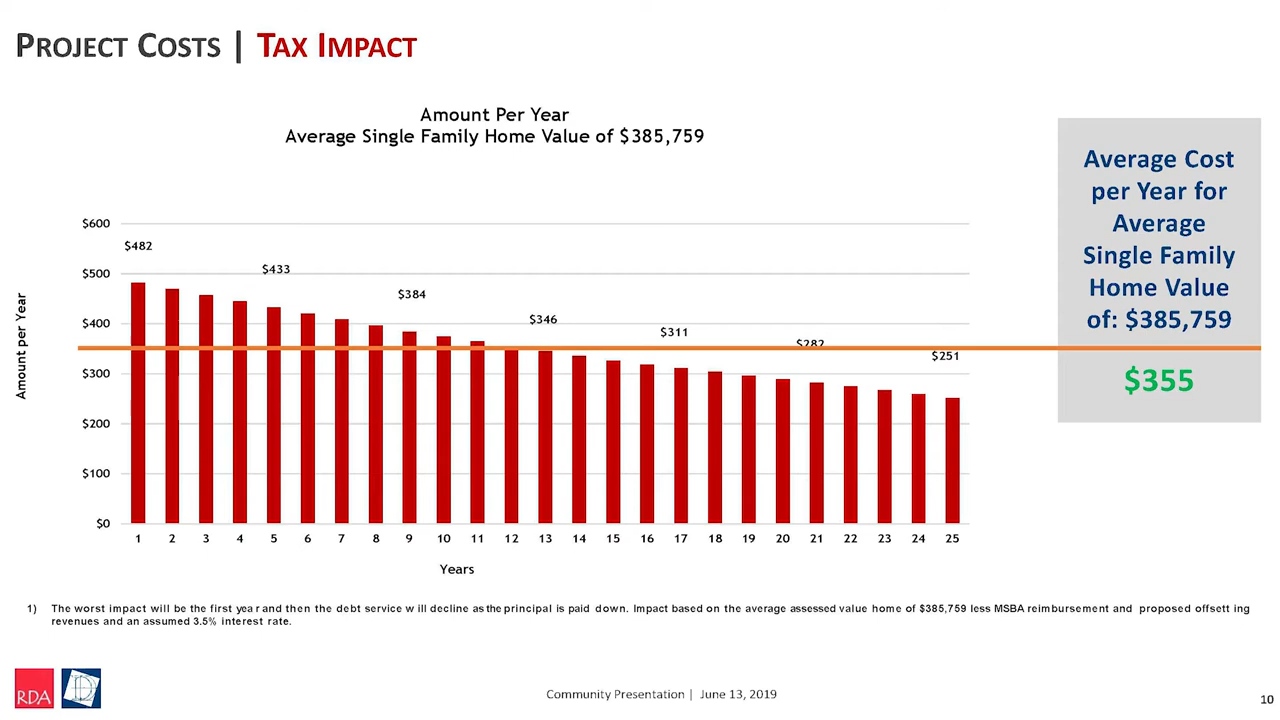 PROJECT COSTS | TAX IMPACT
Amount Per Year
Average Single Family Home Value of $385,759
Average Cost
per Year for
Average
Single Family
Home Value
of: $385,759
$355
Amount per Year
$600
$500
$400
$300
$200
$100
$0
$482
$433
$384
$346
$311
$282
$251
1 2 3 4 5 6 7 8 9 10 11 12 13 14 15 16 17 18 19 20 21 22 23 24 25
Years
1) The worst impact will be the first year and then the debt service will decline as the principal is paid down. Impact based on the average assessed value home of $385,759 less MSBA reimbursement and proposed offsetting
revenues and an assumed 3.5% interest rate.
RDA
Community Presentation | June 13, 2019
10